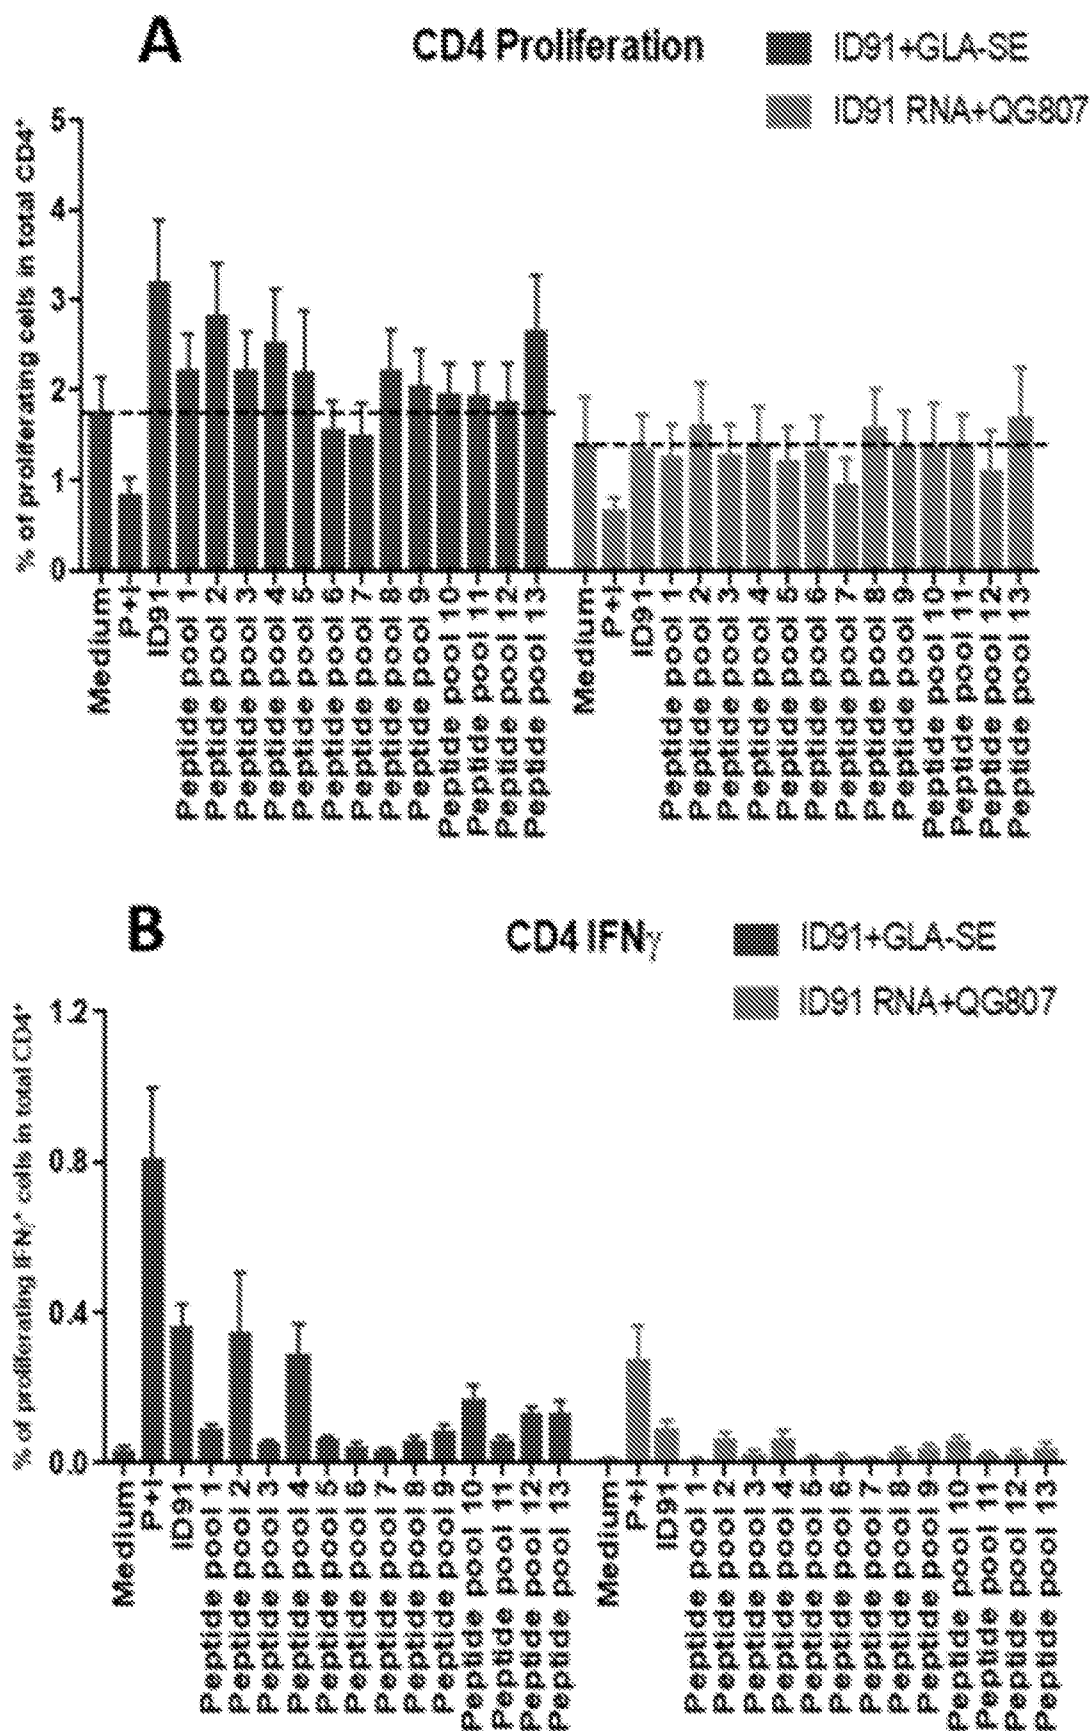 A
CD4 Proliferation
ID91+GLA-SE
ID91 RNA+QG807
% of proliferating cells in total CD4⁺
5
4
3
2
1
0
Medium
P+I
ID91
Peptide pool 1
Peptide pool 2
Peptide pool 3
Peptide pool 4
Peptide pool 5
Peptide pool 6
Peptide pool 7
Peptide pool 8
Peptide pool 9
Peptide pool 10
Peptide pool 11
Peptide pool 12
Peptide pool 13
Medium
P+I
ID91
Peptide pool 1
Peptide pool 2
Peptide pool 3
Peptide pool 4
Peptide pool 5
Peptide pool 6
Peptide pool 7
Peptide pool 8
Peptide pool 9
Peptide pool 10
Peptide pool 11
Peptide pool 12
Peptide pool 13
B
CD4 IFNγ
ID91+GLA-SE
ID91 RNA+QG807
% of proliferating IFNγ⁺ cells in total CD4⁺
1.2
0.8
0.4
0.0
Medium
P+I
ID91
Peptide pool 1
Peptide pool 2
Peptide pool 3
Peptide pool 4
Peptide pool 5
Peptide pool 6
Peptide pool 7
Peptide pool 8
Peptide pool 9
Peptide pool 10
Peptide pool 11
Peptide pool 12
Peptide pool 13
Medium
P+I
ID91
Peptide pool 1
Peptide pool 2
Peptide pool 3
Peptide pool 4
Peptide pool 5
Peptide pool 6
Peptide pool 7
Peptide pool 8
Peptide pool 9
Peptide pool 10
Peptide pool 11
Peptide pool 12
Peptide pool 13